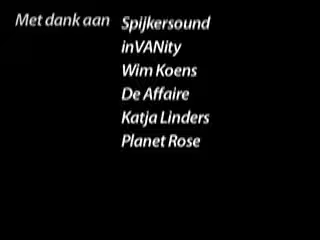 Met dank aan Spijkersound
inVANity
Wim Koens
De Affaire
Katja Linders
Planet Rose